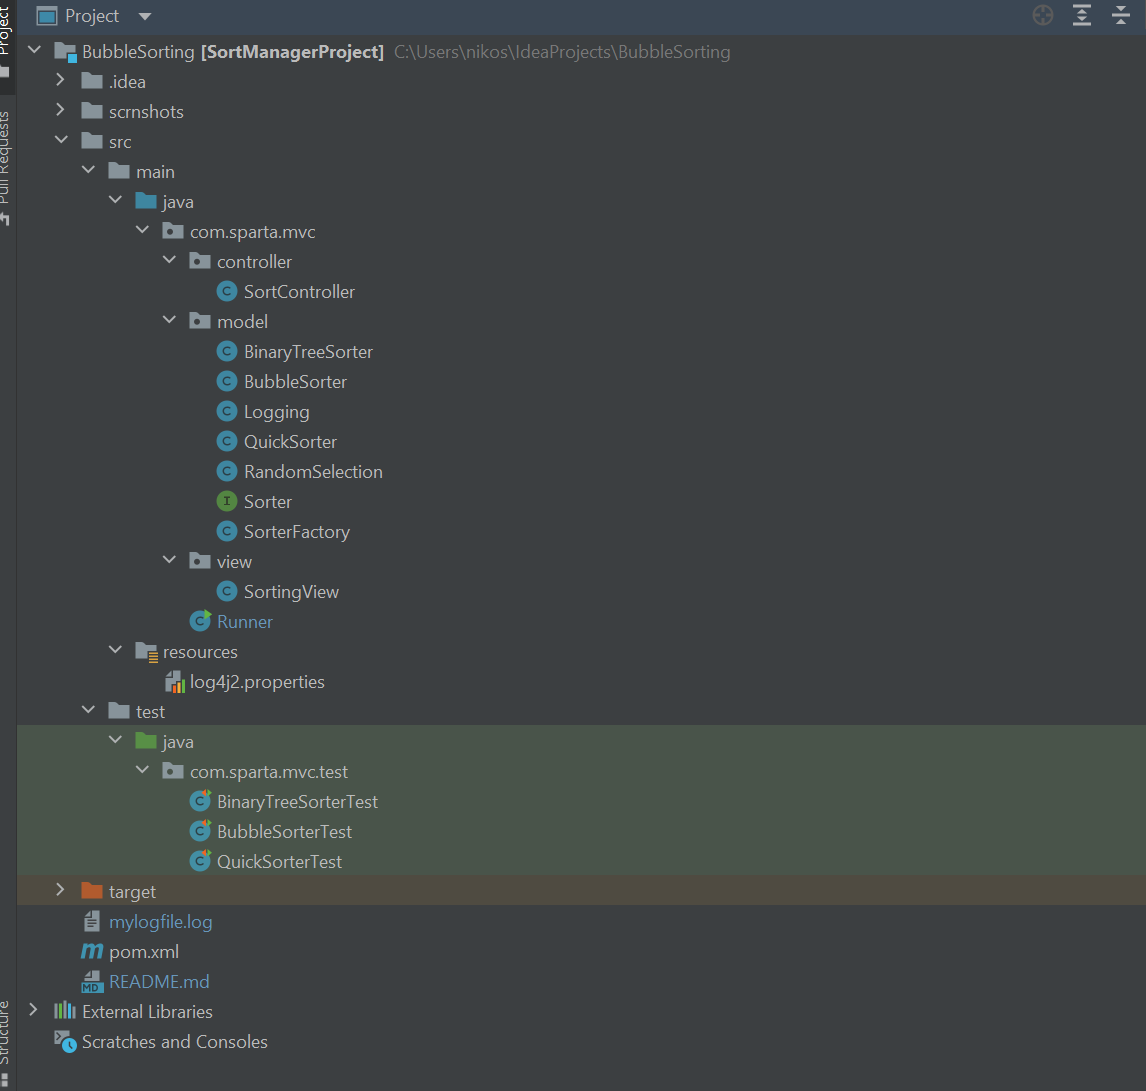 Project
Project
Pull Requests
Structure
BubbleSorting [SortManagerProject] C:\Users\nikos\IdeaProjects\BubbleSorting
.idea
scrnshots
src
main
java
com.sparta.mvc
controller
C SortController
model
C BinaryTreeSorter
C BubbleSorter
C Logging
C QuickSorter
C RandomSelection
I Sorter
C SorterFactory
view
C SortingView
C Runner
resources
log4j2.properties
test
java
com.sparta.mvc.test
C BinaryTreeSorterTest
C BubbleSorterTest
C QuickSorterTest
target
mylogfile.log
m pom.xml
MD README.md
External Libraries
Scratches and Consoles